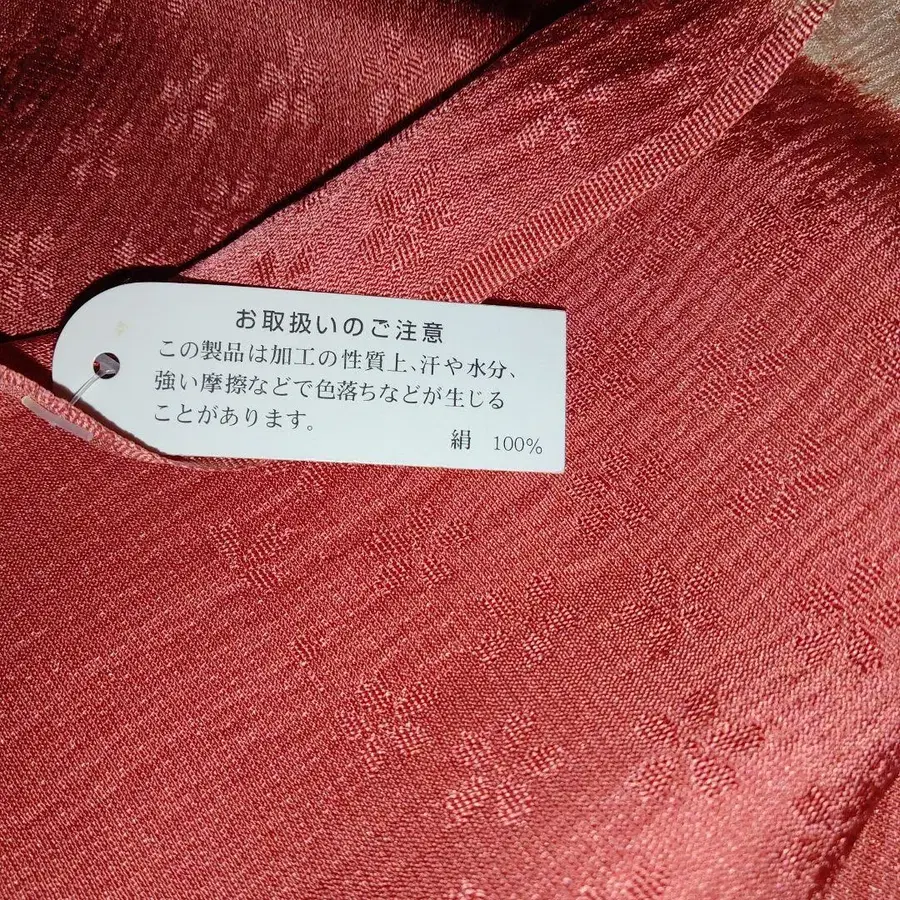 お取扱いのご注意
この製品は加工の性質上、汗や水分、
強い摩擦などで色落ちなどが生じる
ことがあります。
絹　100%